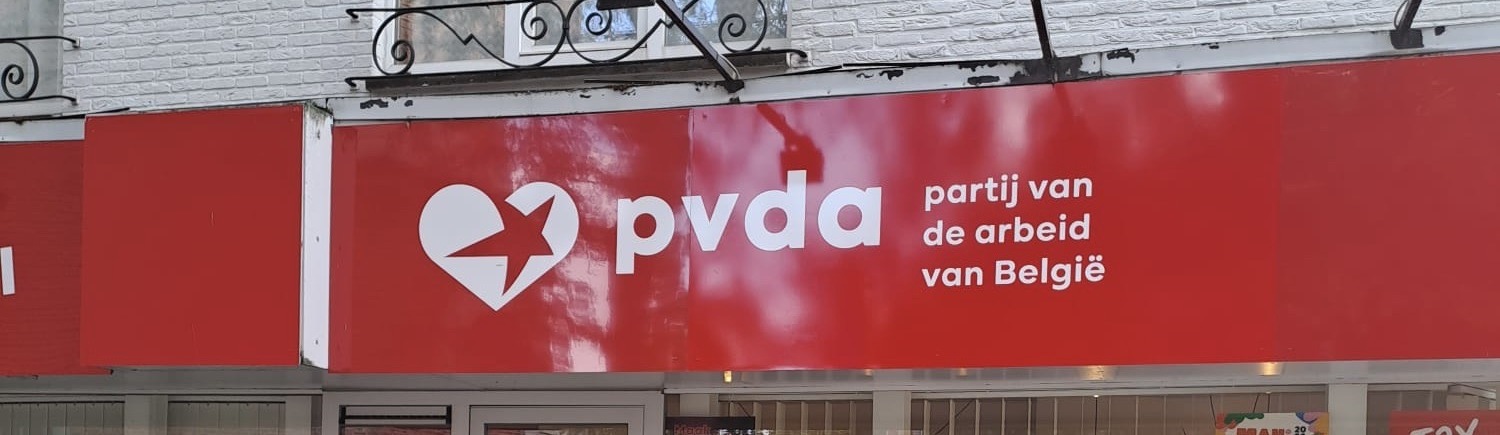 pvda
partij van
de arbeid
van België